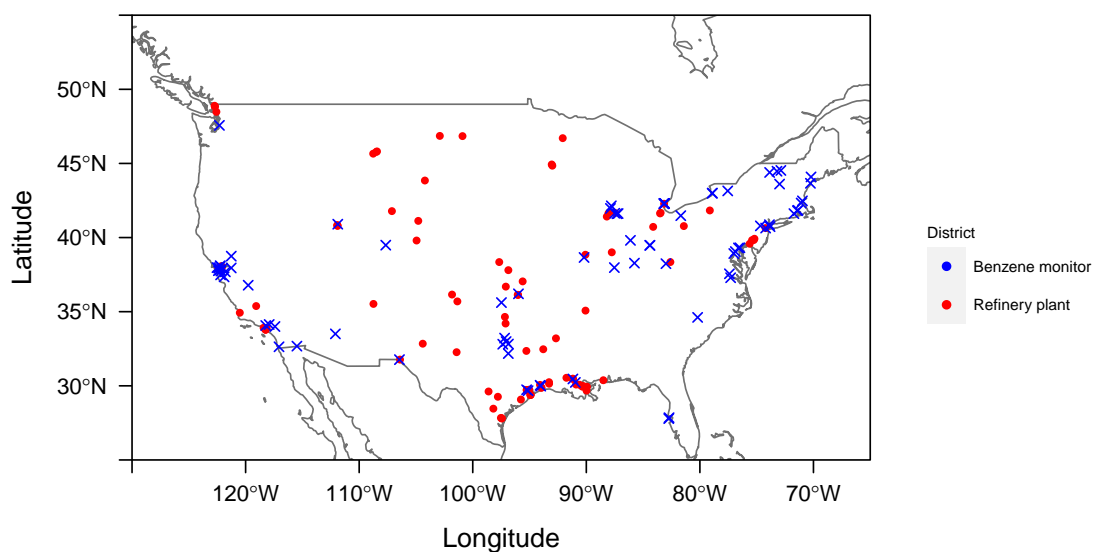 50°N
45°N
40°N
35°N
30°N
Latitude
120°W 110°W 100°W 90°W 80°W 70°W
Longitude
District
Benzene monitor
Refinery plant